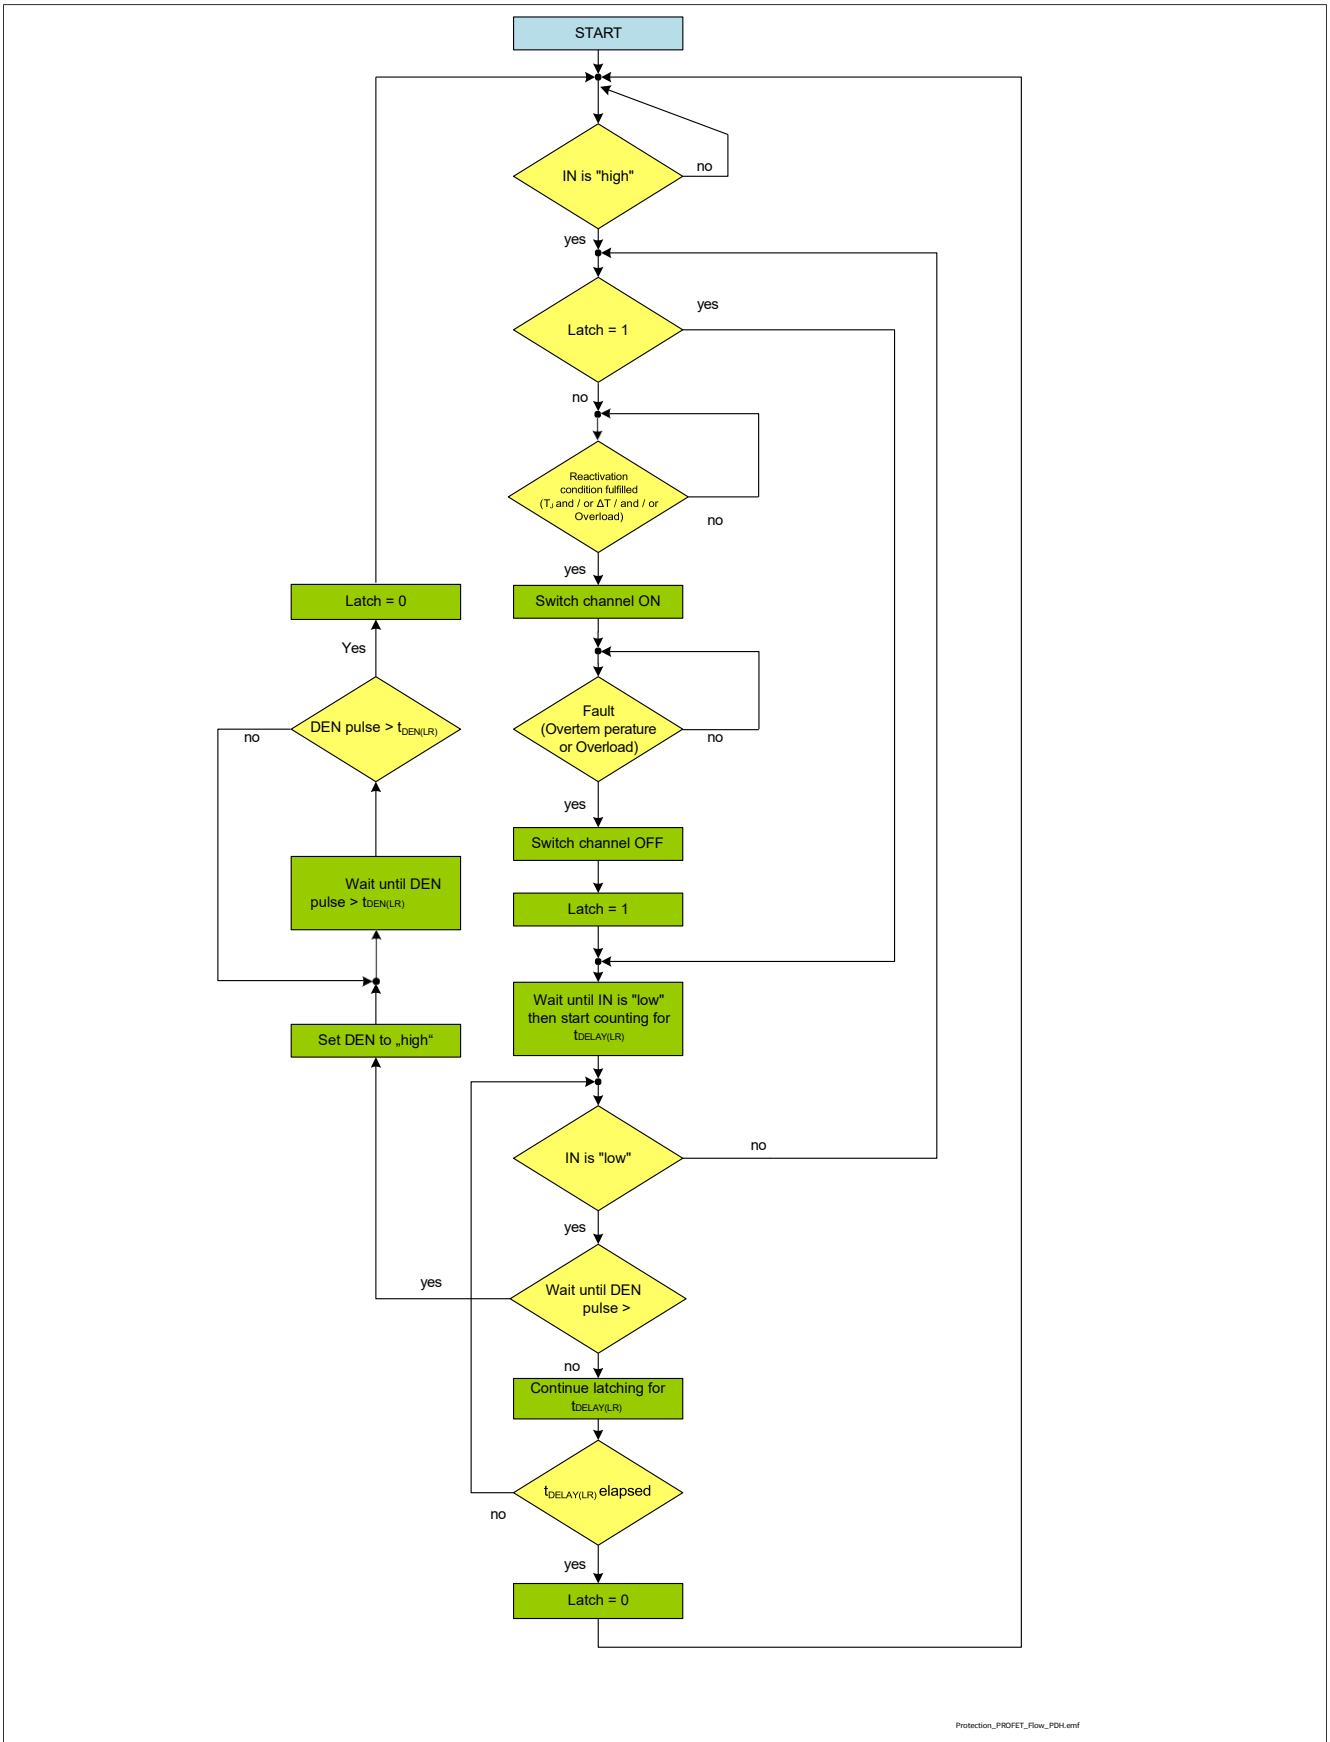 START
IN is "high"
no
yes
Latch = 1
yes
no
Reactivation
condition fulfilled
(TJ and / or ΔT / and / or
Overload)
no
yes
Switch channel ON
Latch = 0
Yes
DEN pulse > tDEN(LR)
no
Fault
(Overtem perature
or Overload)
no
yes
Switch channel OFF
Wait until DEN
pulse > tDEN(LR)
Latch = 1
Wait until IN is "low"
then start counting for
tDELAY(LR)
Set DEN to „high“
IN is "low"
no
yes
Wait until DEN
pulse >
yes
no
Continue latching for
tDELAY(LR)
tDELAY(LR) elapsed
no
yes
Latch = 0
Protection_PROFET_Flow_PDH.emf